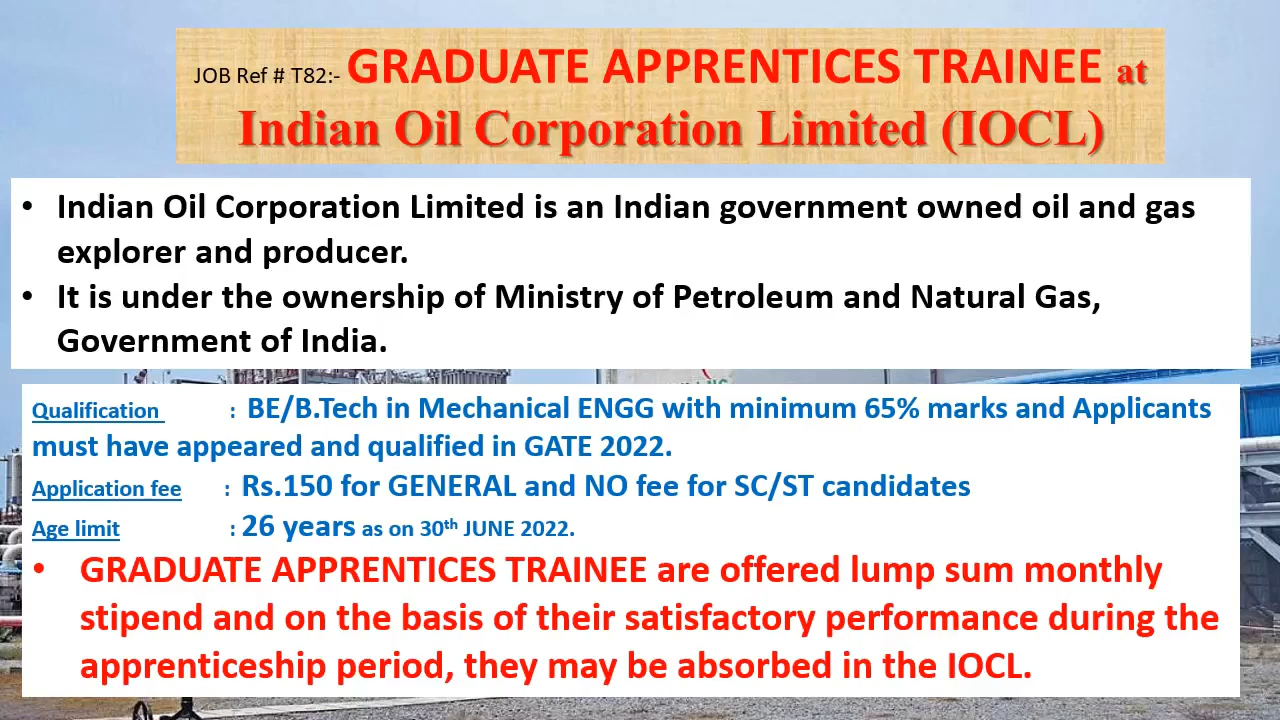 JOB Ref # T82:- GRADUATE APPRENTICES TRAINEE at
Indian Oil Corporation Limited (IOCL)
• Indian Oil Corporation Limited is an Indian government owned oil and gas
explorer and producer.
• It is under the ownership of Ministry of Petroleum and Natural Gas,
Government of India.
Qualification : BE/B.Tech in Mechanical ENGG with minimum 65% marks and Applicants
must have appeared and qualified in GATE 2022.
Application fee : Rs.150 for GENERAL and NO fee for SC/ST candidates
Age limit : 26 years as on 30th JUNE 2022.
• GRADUATE APPRENTICES TRAINEE are offered lump sum monthly
stipend and on the basis of their satisfactory performance during the
apprenticeship period, they may be absorbed in the IOCL.